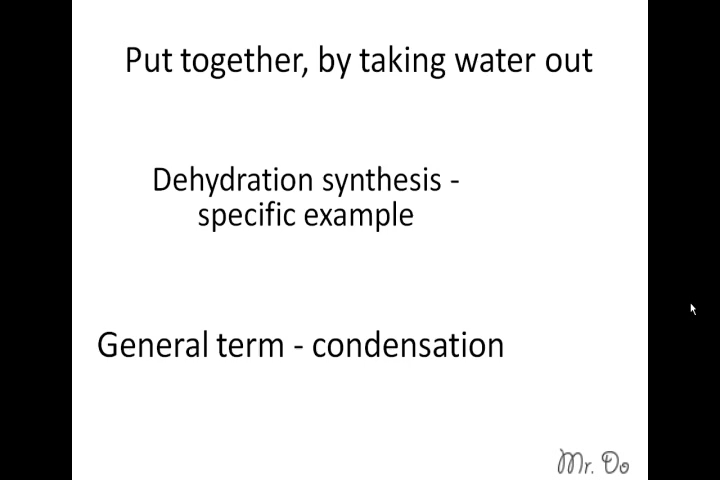 Put together, by taking water out
Dehydration synthesis -
specific example
General term - condensation
Mr. Do